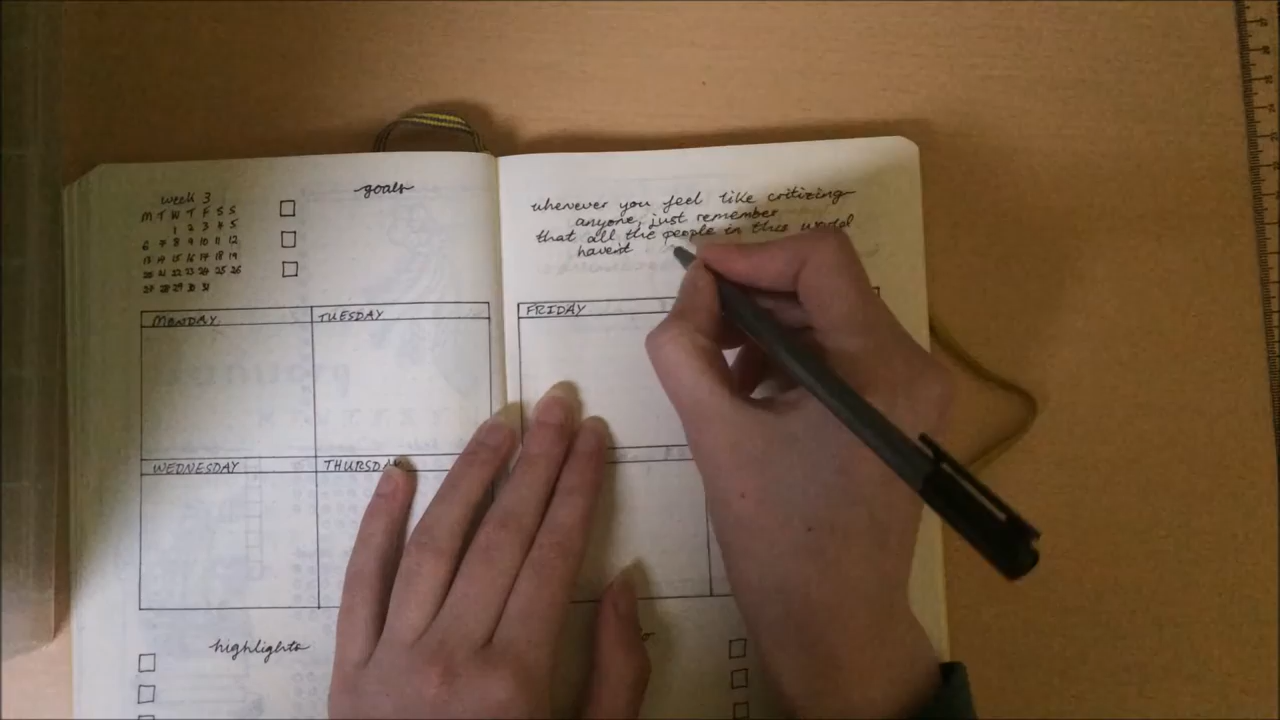 week 3
M T W T F S S
1 2 3 4 5
6 7 8 9 10 11 12
13 14 15 16 17 18 19
20 21 22 23 24 25 26
27 28 29 30 31
goals
MONDAY
TUESDAY
WEDNESDAY
THURSDAY
highlights
whenever you feel like critizing
anyone, just remember
that all the people in this world
haven't
FRIDAY